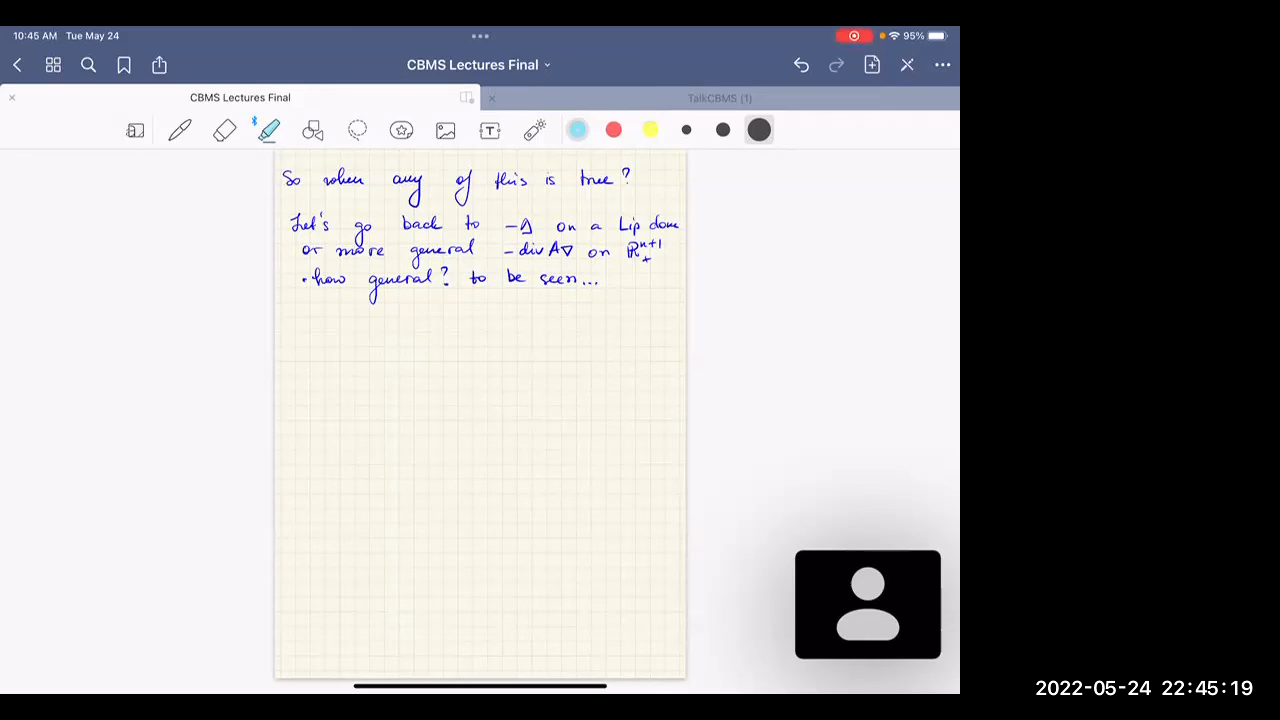 10:45 AM Tue May 24
95%
CBMS Lectures Final
CBMS Lectures Final
TalkCBMS (1)
So when any of this is true?
Let's go back to -Δ on a Lip dom
or more general - div A∇ on ℝ₊ⁿ⁺¹
• how general? to be seen...
2022-05-24 22:45:19